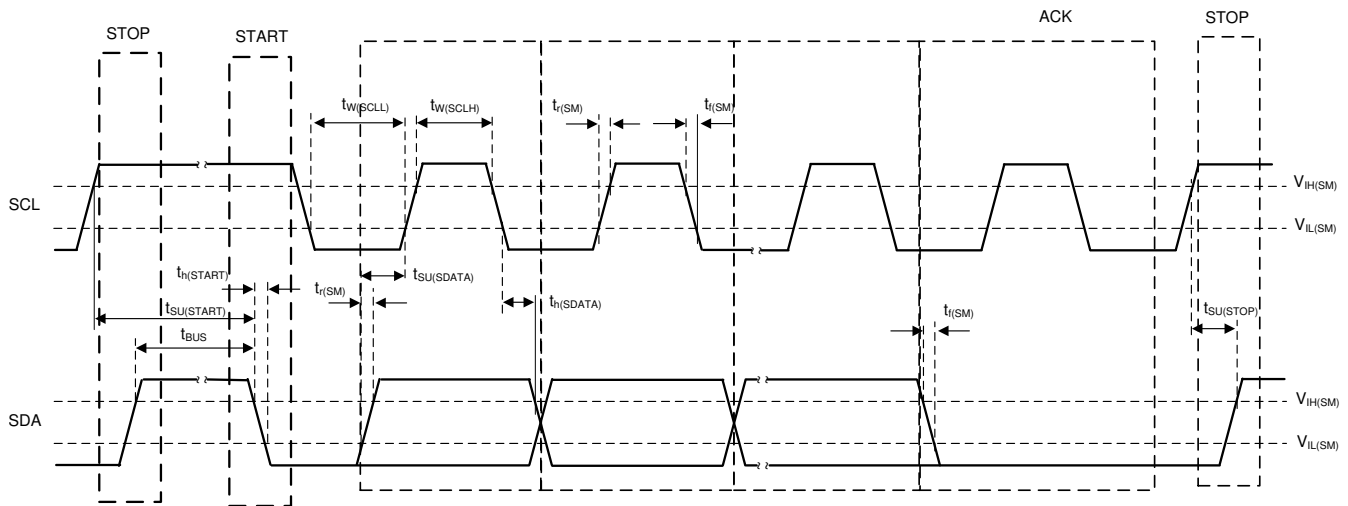 STOP START ACK STOP
tW(SCLL) tW(SCLH) tr(SM) tf(SM)
VIH(SM)
SCL
VIL(SM)
th(START) tr(SM) tSU(SDATA)
tSU(START) th(SDATA) tf(SM) tSU(STOP)
tBUS
VIH(SM)
SDA
VIL(SM)